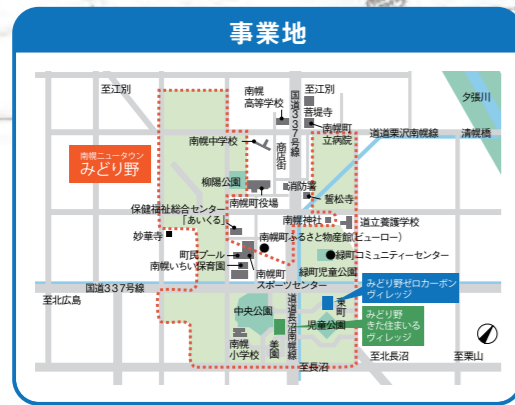 事業地
至江別
南幌
高等学校
国道337号線
至江別
菩提寺
夕張川
南幌町
立病院
道道栗沢南幌線
清幌橋
南幌中学校
商店街
南幌ニュータウン
みどり野
柳陽公園
消防署
誓松寺
南幌町役場
保健福祉総合センター
「あいくる」
南幌神社
道立養護学校
妙華寺
南幌町ふるさと物産館(ビューロー)
町民プール
緑町コミュニティーセンター
南幌いちい保育園
南幌町
スポーツセンター
緑町児童公園
国道337号線
至北広島
みどり野ゼロカーボン
ヴィレッジ
東町
中央公園
道道長沼南幌線
児童公園
みどり野
きた住まいる
ヴィレッジ
南幌
小学校
美園
至北長沼
至栗山
至長沼